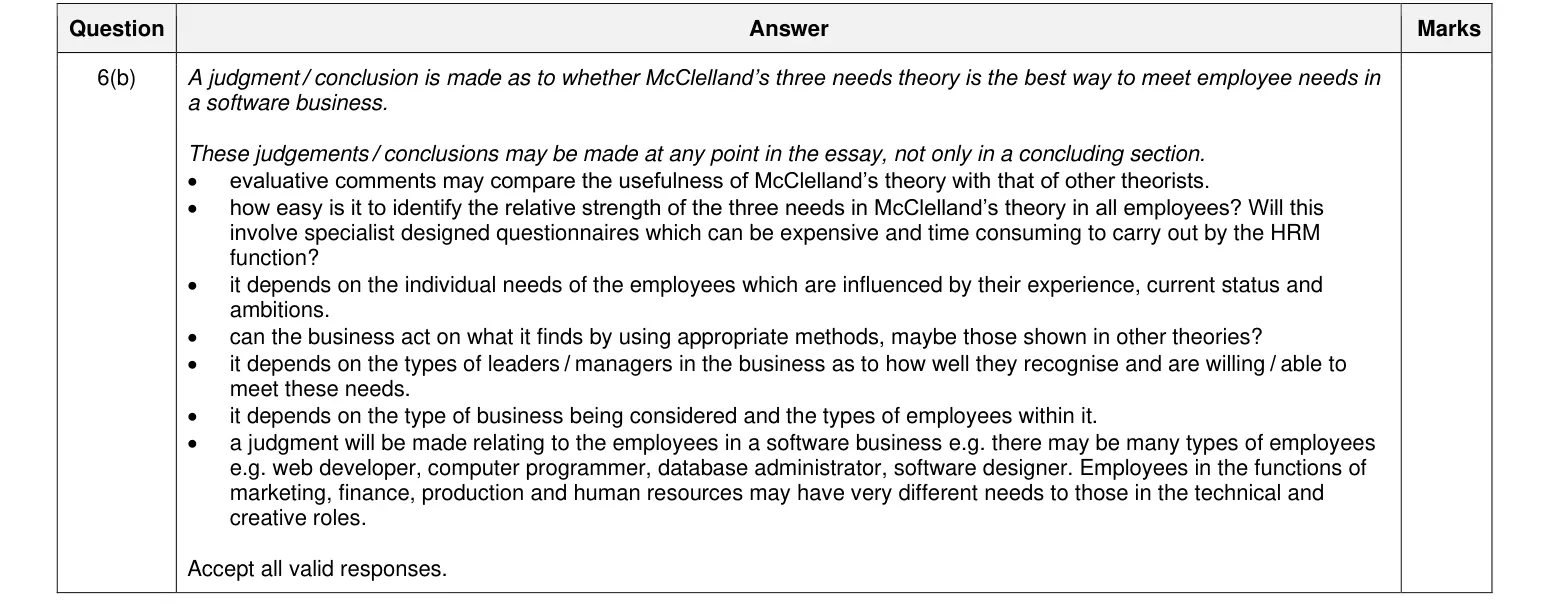 Question Answer Marks
6(b) A judgment / conclusion is made as to whether McClelland's three needs theory is the best way to meet employee needs in
a software business.
These judgements / conclusions may be made at any point in the essay, not only in a concluding section.
• evaluative comments may compare the usefulness of McClelland's theory with that of other theorists.
• how easy is it to identify the relative strength of the three needs in McClelland's theory in all employees? Will this
involve specialist designed questionnaires which can be expensive and time consuming to carry out by the HRM
function?
• it depends on the individual needs of the employees which are influenced by their experience, current status and
ambitions.
• can the business act on what it finds by using appropriate methods, maybe those shown in other theories?
• it depends on the types of leaders / managers in the business as to how well they recognise and are willing / able to
meet these needs.
• it depends on the type of business being considered and the types of employees within it.
• a judgment will be made relating to the employees in a software business e.g. there may be many types of employees
e.g. web developer, computer programmer, database administrator, software designer. Employees in the functions of
marketing, finance, production and human resources may have very different needs to those in the technical and
creative roles.
Accept all valid responses.